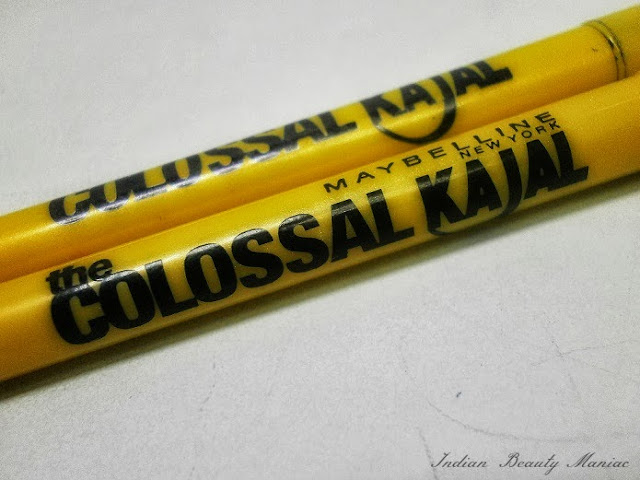 COLOSSAL KAJAL
MAYBELLINE
NEW YORK
the
COLOSSAL KAJAL
Indian Beauty Maniac